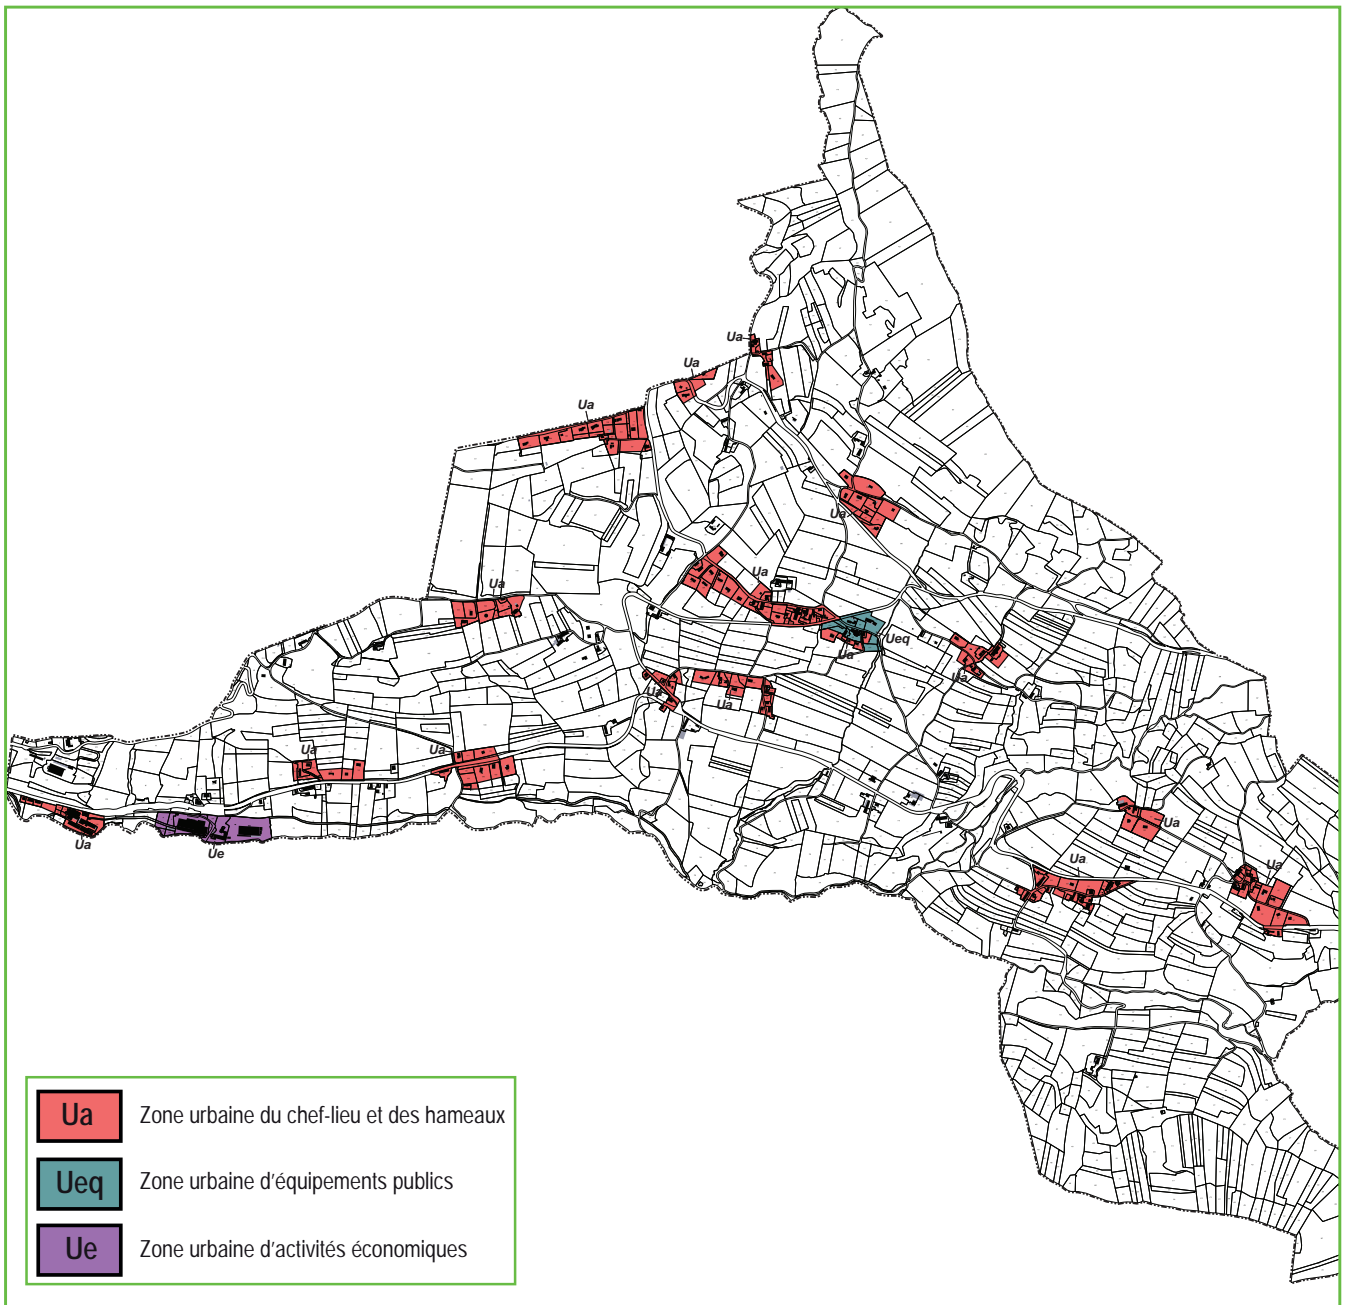 Ua
Ua
Ua
Ua
Ua
Ua
Ueq
Ua
Ua
Ua
Ua
Ua
Ua
Ua
Ua
Ue
Ua
Ua
Ua
Ua Zone urbaine du chef-lieu et des hameaux
Ueq Zone urbaine d'équipements publics
Ue Zone urbaine d'activités économiques